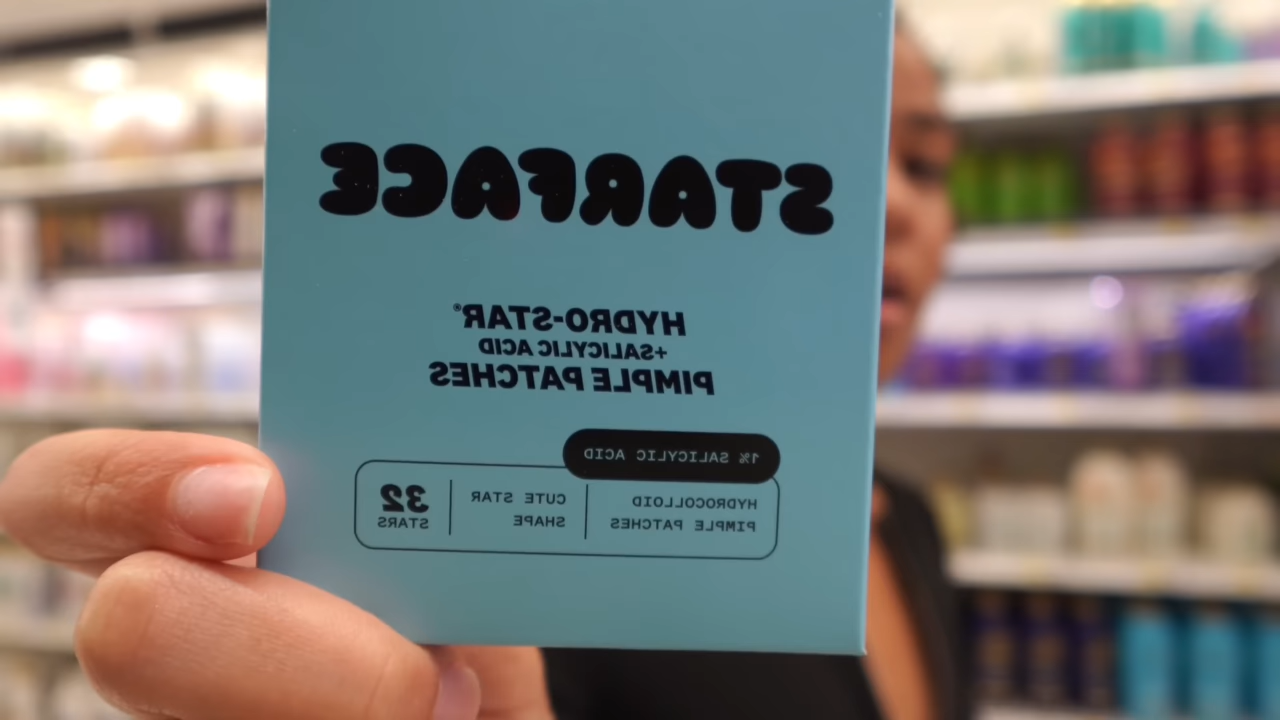 STARFACE
HYDRO-STAR®
+SALICYLIC ACID
PIMPLE PATCHES
1% SALICYLIC ACID
HYDROCOLLOID
PIMPLE PATCHES
CUTE STAR
SHAPE
32
STARS